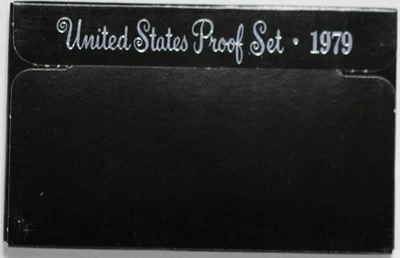 United States Proof Set · 1979